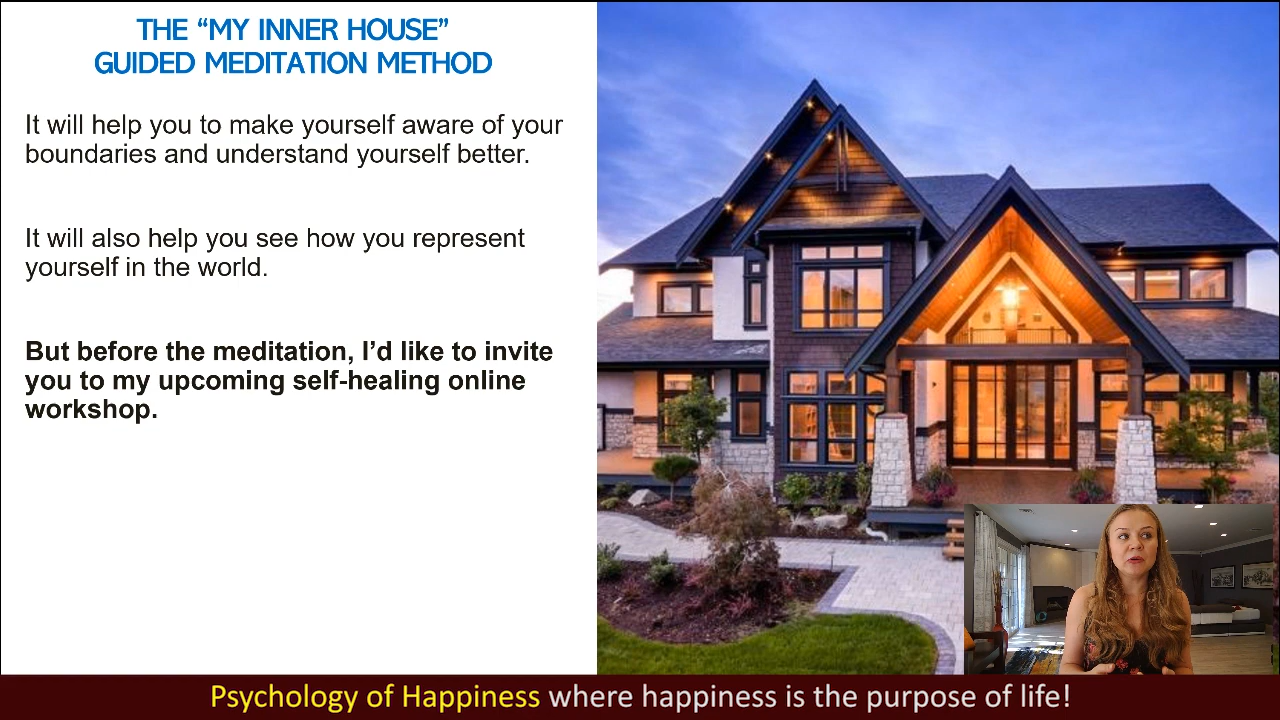 THE “MY INNER HOUSE”
GUIDED MEDITATION METHOD
It will help you to make yourself aware of your
boundaries and understand yourself better.
It will also help you see how you represent
yourself in the world.
But before the meditation, I’d like to invite
you to my upcoming self-healing online
workshop.
Psychology of Happiness where happiness is the purpose of life!